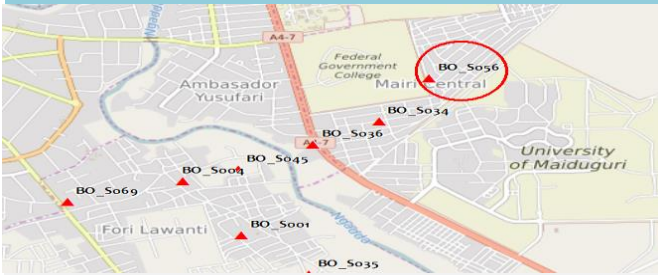 A4-7
Federal
Government
College
BO_S056
Mairi Central
Ambasador
Yusufari
BO_S034
BO_S036
A4-7
University
of Maiduguri
BO_S045
BO_S004
BO_S069
BO_S001
Fori Lawanti
Ngadda
BO_S035